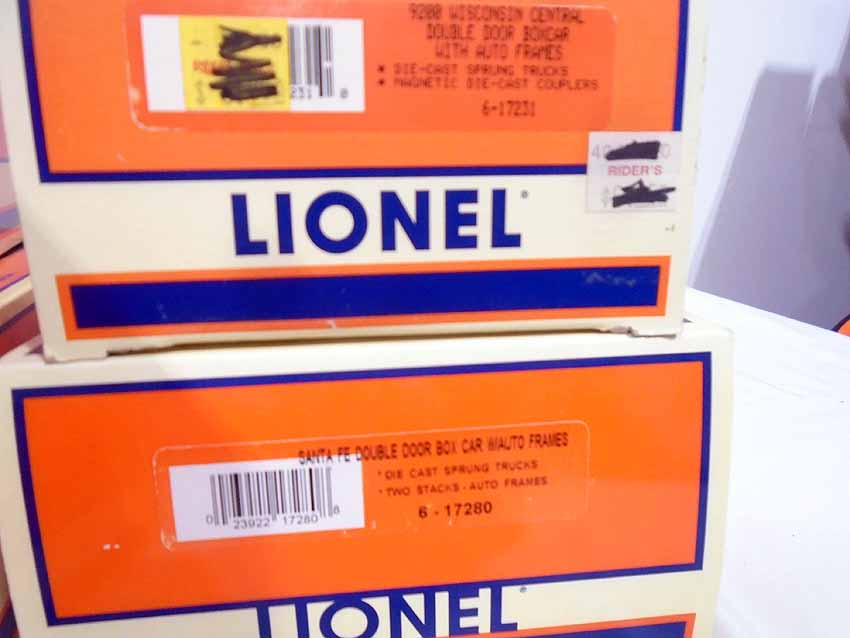 9200 WISCONSIN CENTRAL
DOUBLE DOOR BOXCAR
WITH AUTO FRAMES
* DIE-CAST SPRUNG TRUCKS
* MAGNETIC DIE-CAST COUPLERS
6-17231
RIDER'S
LIONEL
SANTA FE DOUBLE DOOR BOX CAR W/AUTO FRAMES
* DIE CAST SPRUNG TRUCKS
* TWO STACKS - AUTO FRAMES
6 - 17280
0 23922 17280 8
LIONEL